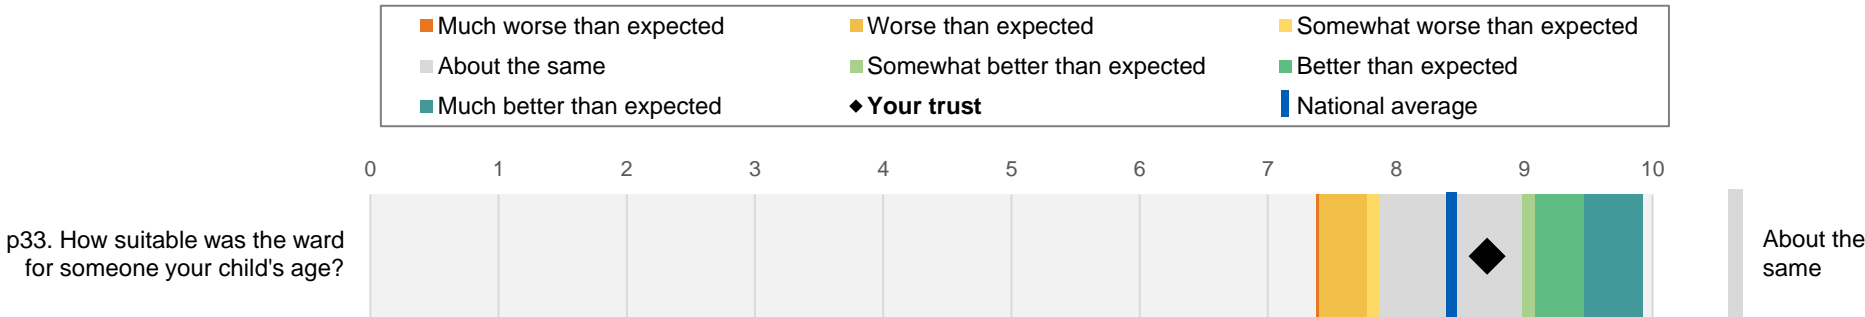 Much worse than expected
Worse than expected
Somewhat worse than expected
About the same
Somewhat better than expected
Better than expected
Much better than expected
Your trust
National average
0 1 2 3 4 5 6 7 8 9 10
p33. How suitable was the ward
for someone your child's age?
About the
same